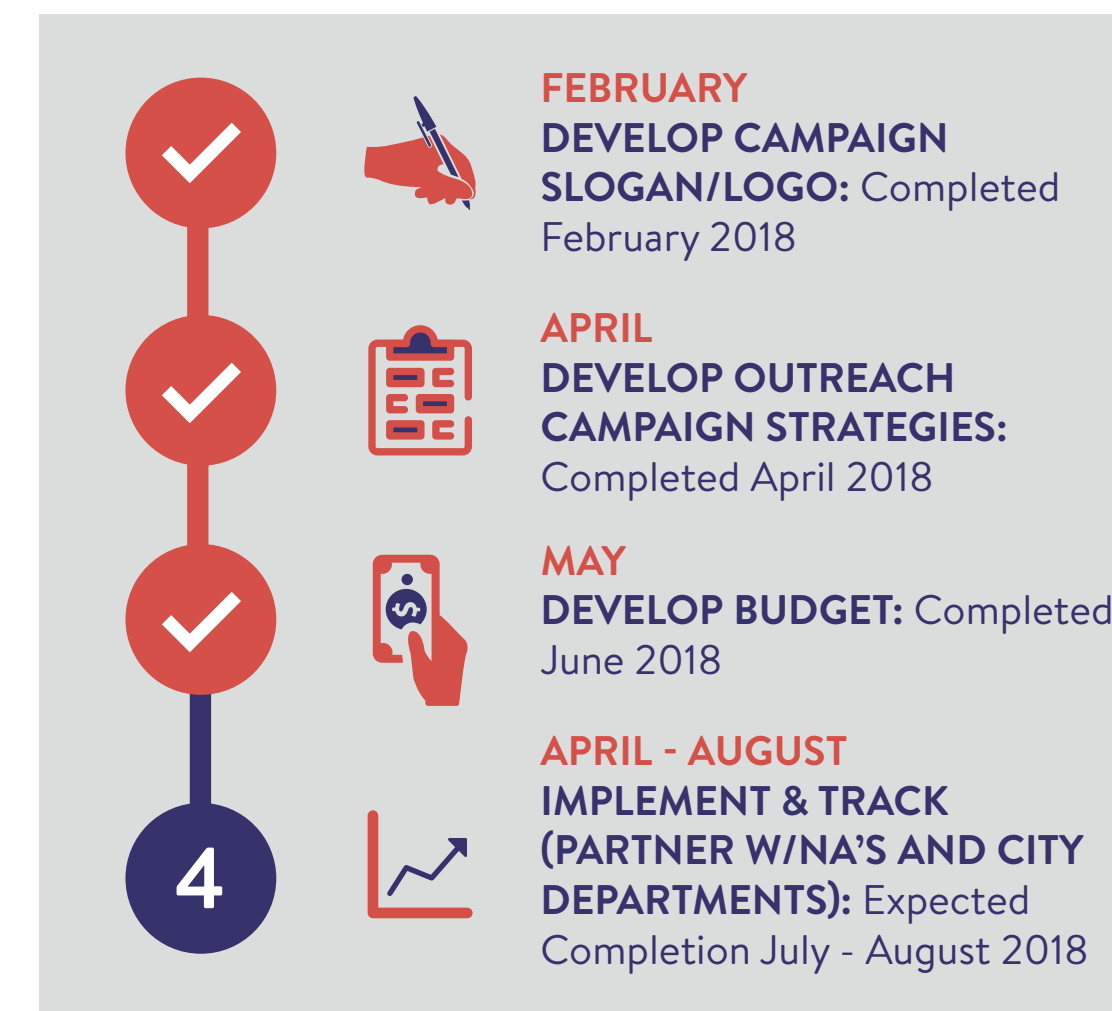 FEBRUARY
DEVELOP CAMPAIGN
SLOGAN/LOGO: Completed
February 2018
APRIL
DEVELOP OUTREACH
CAMPAIGN STRATEGIES:
Completed April 2018
$
MAY
DEVELOP BUDGET: Completed
June 2018
4
APRIL - AUGUST
IMPLEMENT & TRACK
(PARTNER W/NA’S AND CITY
DEPARTMENTS): Expected
Completion July - August 2018